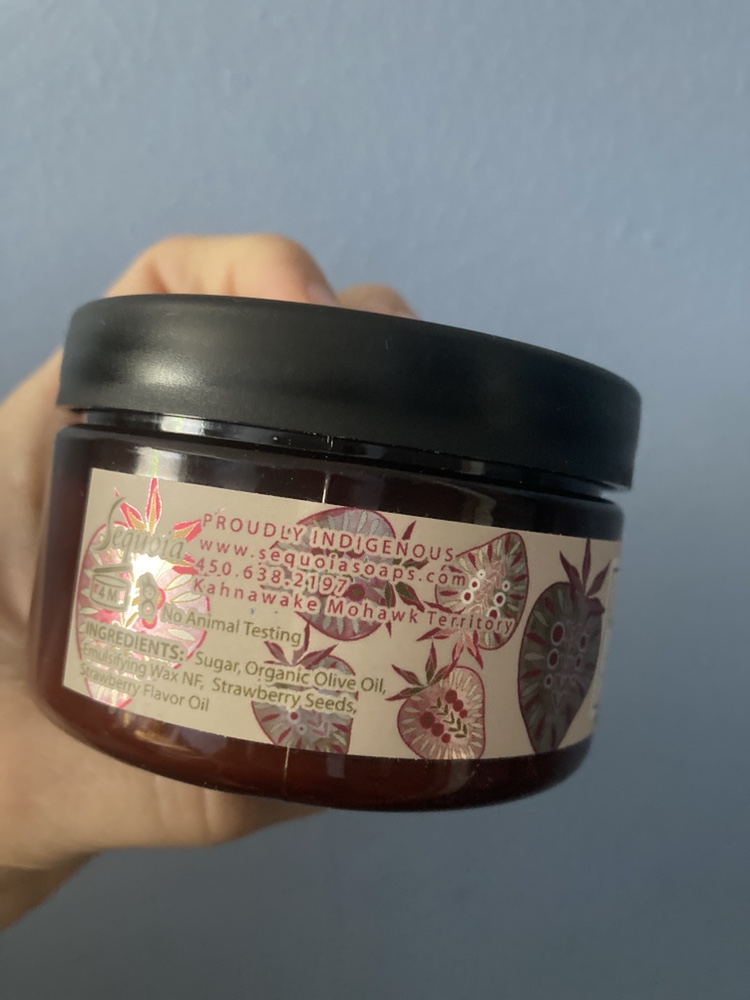 Sequoia
PROUDLY INDIGENOUS
www.sequoiasoaps.com
450.638.2197
Kahnawake Mohawk Territory
4M
No Animal Testing
INGREDIENTS: Sugar, Organic Olive Oil,
Emulsifying Wax NF, Strawberry Seeds,
Strawberry Flavor Oil